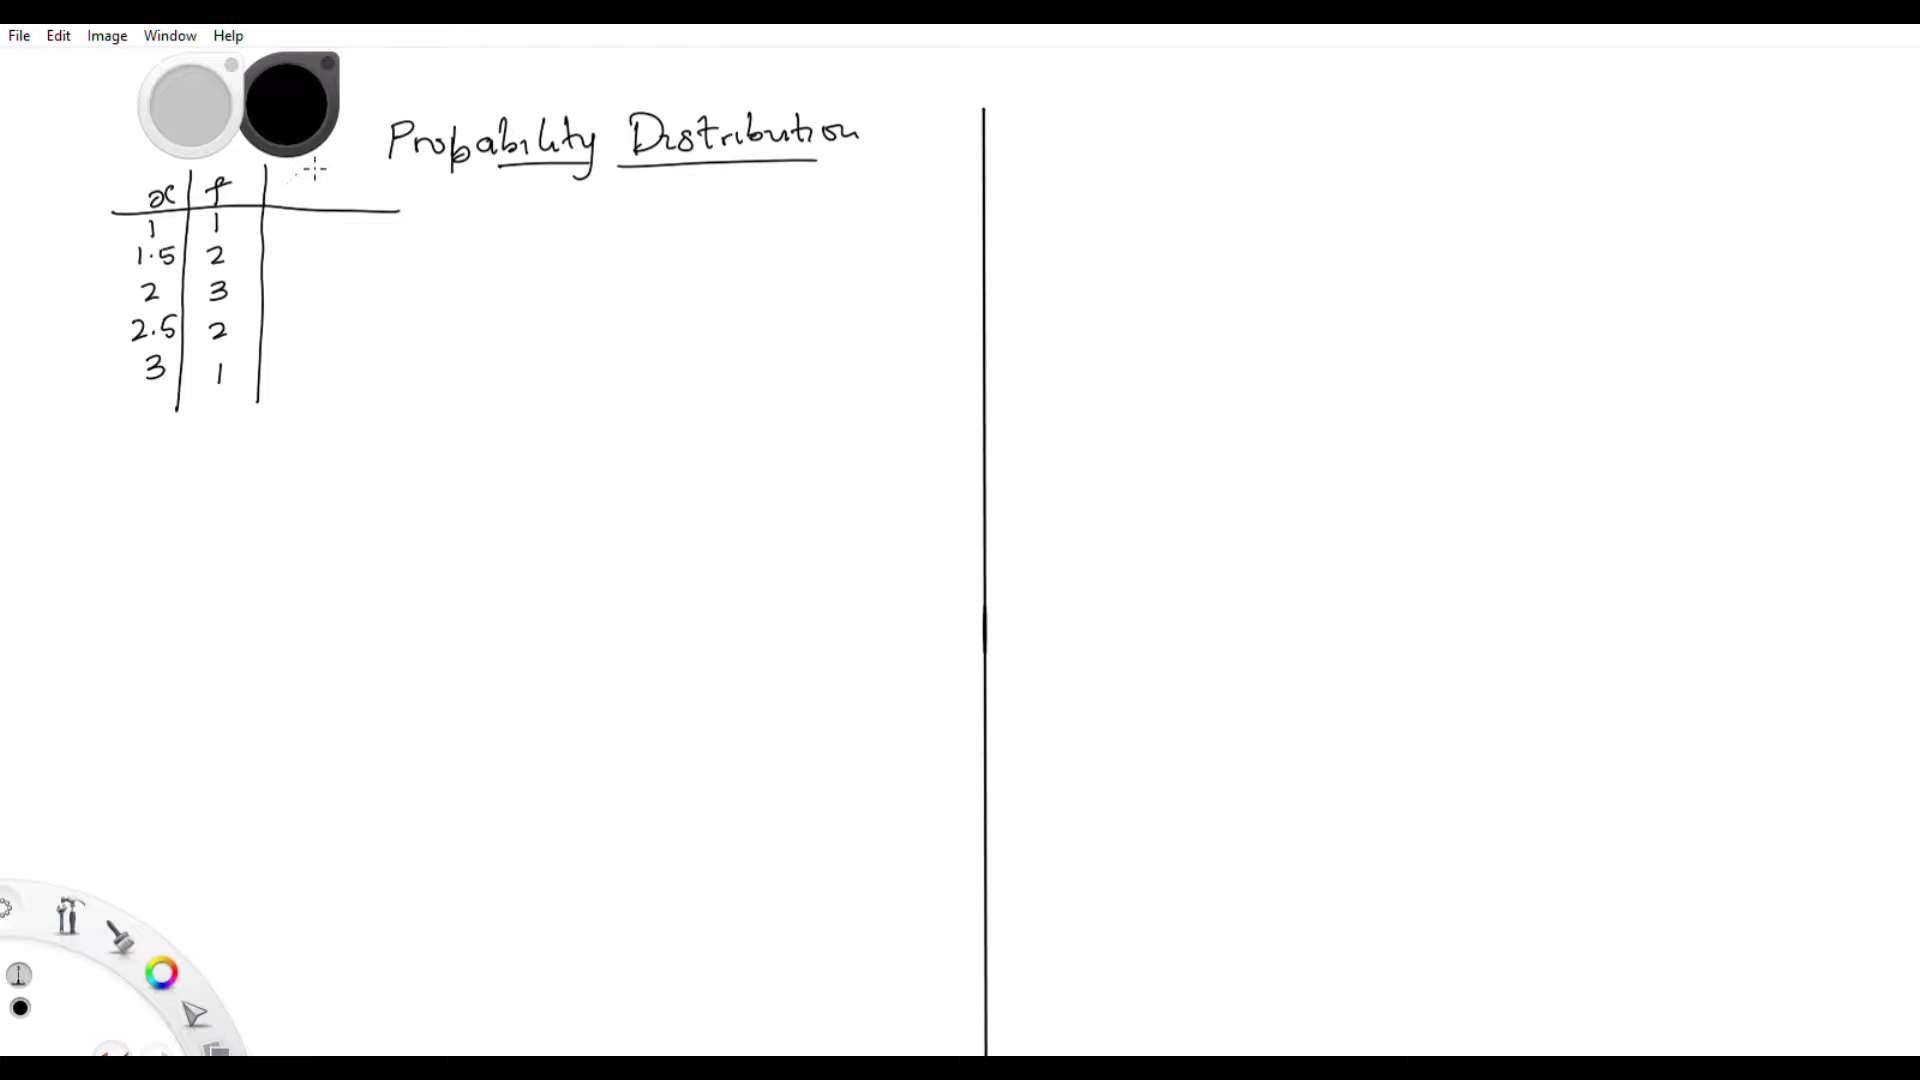 File Edit Image Window Help
Probability Distribution
x f
1 1
1.5 2
2 3
2.5 2
3 1